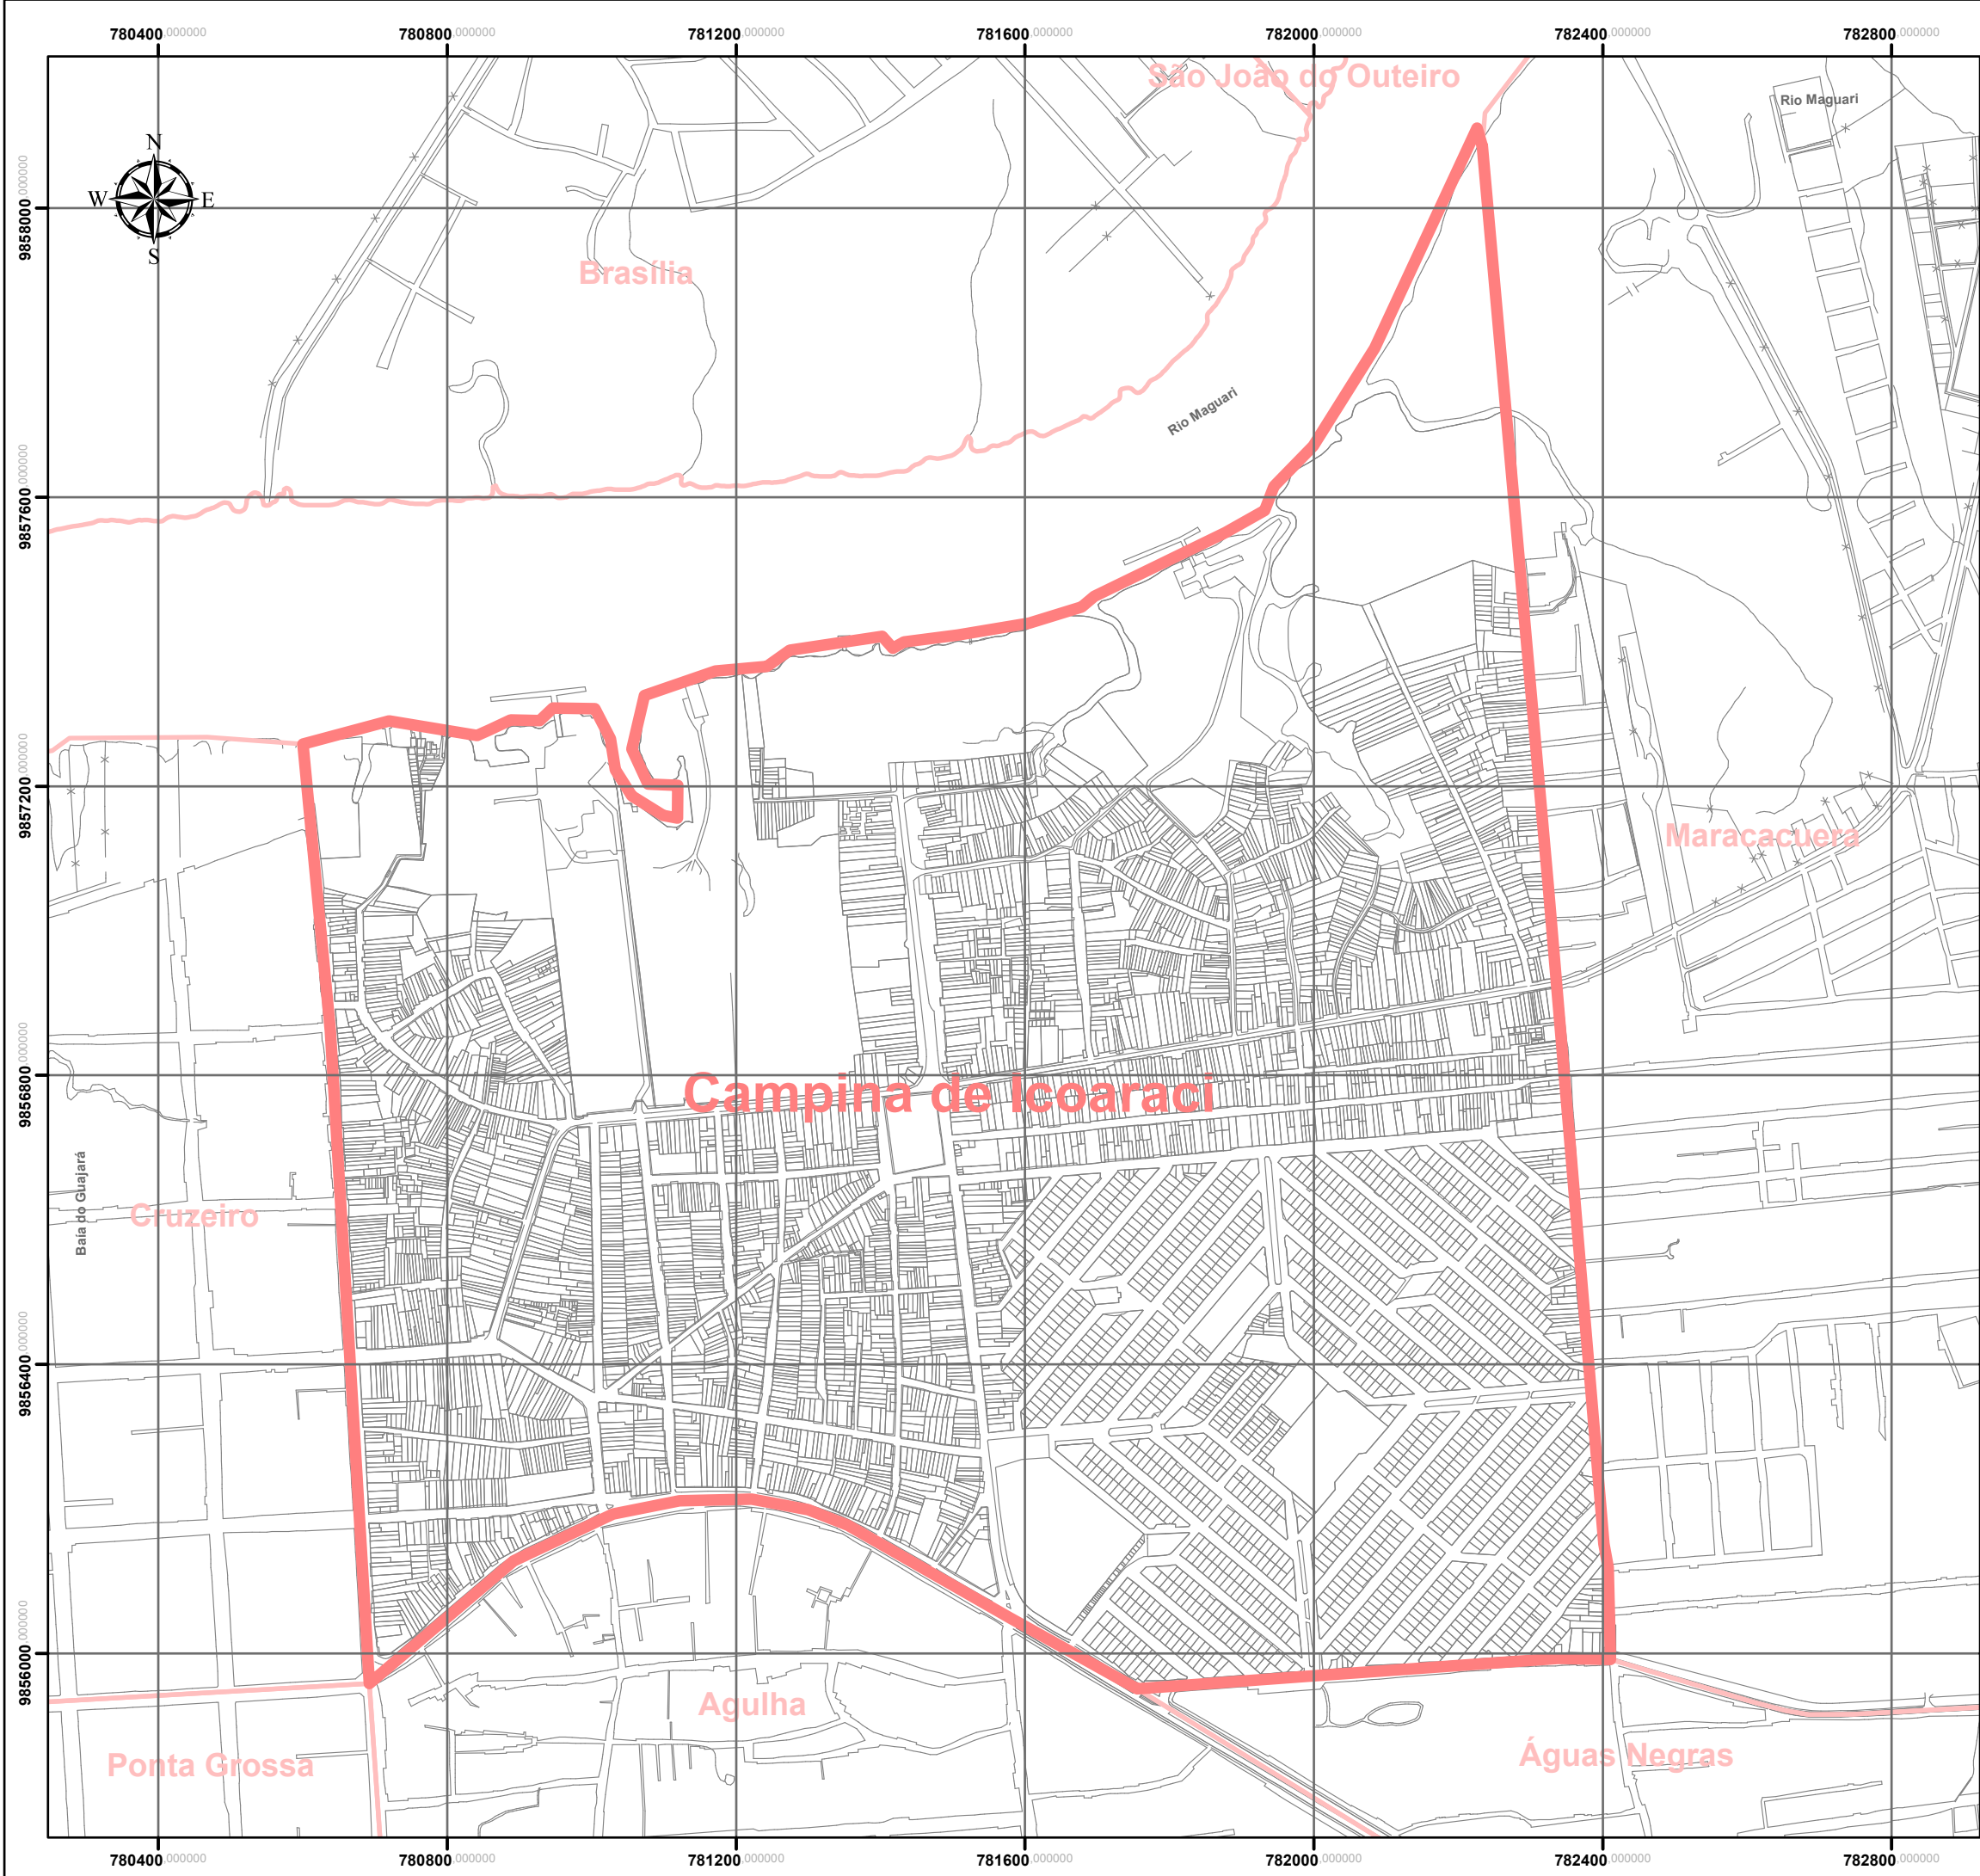 780400.000000 780800.000000 781200.000000 781600.000000 782000.000000 782400.000000 782800.000000
São João do Outeiro
Rio Maguari
N
W E
S
9858000.000000000
Brasília
Rio Maguari
9857600.000000
9857200.000000
Maracacuera
9856800.000000
Campina de Icoaraci
Baía do Guajará
Cruzeiro
9856400.000000
9856000.000000
Agulha
Águas Negras
Ponta Grossa
780400.000000 780800.000000 781200.000000 781600.000000 782000.000000 782400.000000 782800.000000